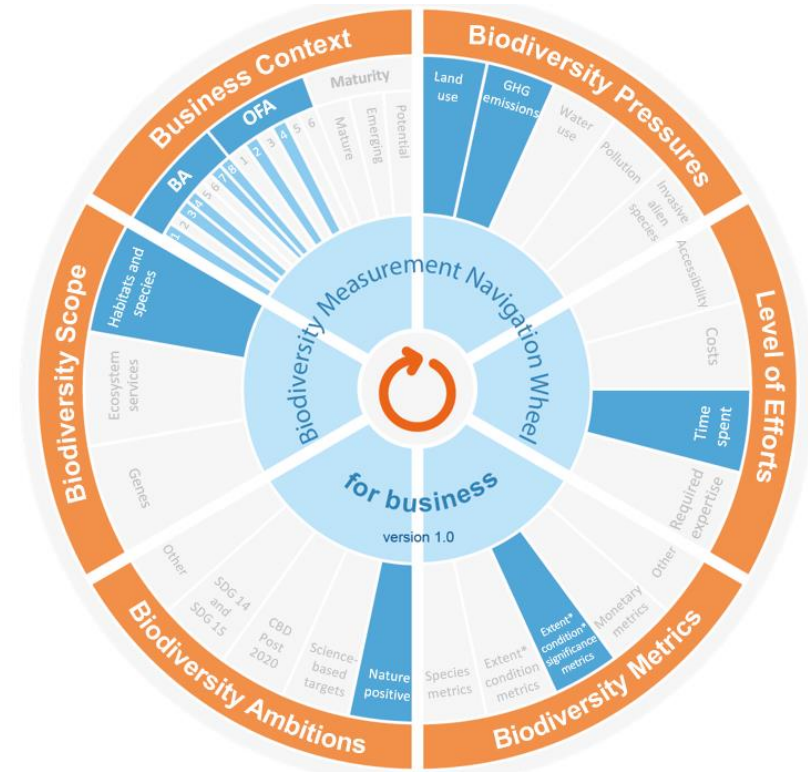 Business Context
BA
1
2
3
4
5
6
7
8
OFA
1
2
3
4
5
6
Maturity
Mature
Emerging
Potential
Biodiversity Pressures
Land
use
GHG
emissions
Water
use
Pollution
Invasive
alien
species
Level of Efforts
Accessibility
Costs
Time
spent
Required
expertise
Biodiversity Metrics
Other
Monetary
metrics
Extent*
condition*
significance
metrics
Extent*
condition
metrics
Species
metrics
Biodiversity Ambitions
Nature
positive
Science-
based
targets
CBD
Post
2020
SDG 14
and
SDG 15
Other
Biodiversity Scope
Genes
Ecosystem
services
Habitats and
species
Biodiversity Measurement Navigation Wheel
for business
version 1.0